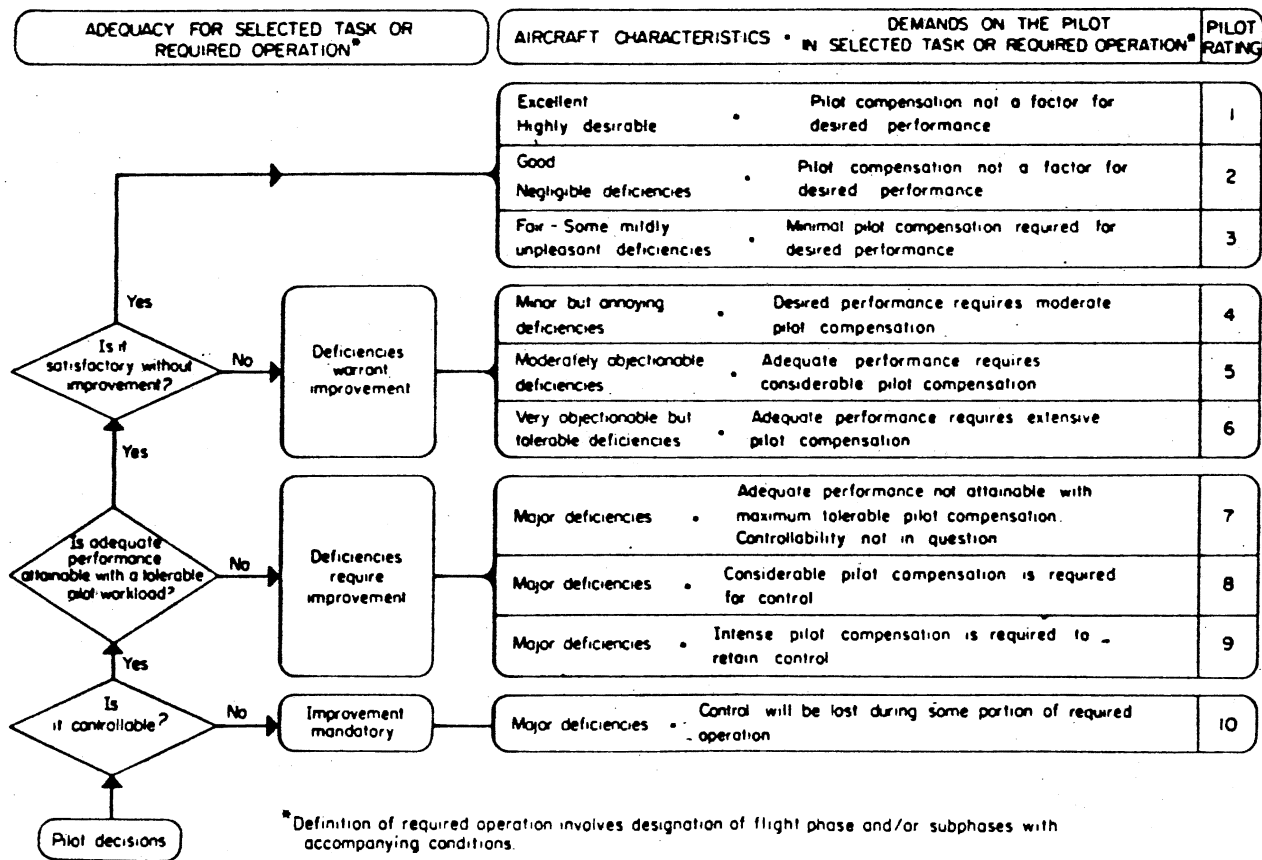 ADEQUACY FOR SELECTED TASK OR
REQUIRED OPERATION*
AIRCRAFT CHARACTERISTICS •
DEMANDS ON THE PILOT
IN SELECTED TASK OR REQUIRED OPERATION*
PILOT
RATING
Excellent
Highly desirable
•
Pilot compensation not a factor for
desired performance
1
Good
Negligible deficiencies
•
Pilot compensation not a factor for
desired performance
2
Fair - Some mildly
unpleasant deficiencies
•
Minimal pilot compensation required for
desired performance
3
Yes
Is it
satisfactory without
improvement?
No
Deficiencies
warrant
improvement
Minor but annoying
deficiencies
•
Desired performance requires moderate
pilot compensation
4
Moderately objectionable
deficiencies
•
Adequate performance requires
considerable pilot compensation
5
Very objectionable but
tolerable deficiencies
•
Adequate performance requires extensive
pilot compensation
6
Yes
Is adequate
performance
attainable with a tolerable
pilot workload?
No
Deficiencies
require
improvement
Major deficiencies
•
Adequate performance not attainable with
maximum tolerable pilot compensation.
Controllability not in question
7
Major deficiencies
•
Considerable pilot compensation is required
for control
8
Major deficiencies
•
Intense pilot compensation is required to
retain control
9
Yes
Is
it controllable?
No
Improvement
mandatory
Major deficiencies
•
Control will be lost during some portion of required
operation
10
Pilot decisions
*Definition of required operation involves designation of flight phase and/or subphases with
accompanying conditions.